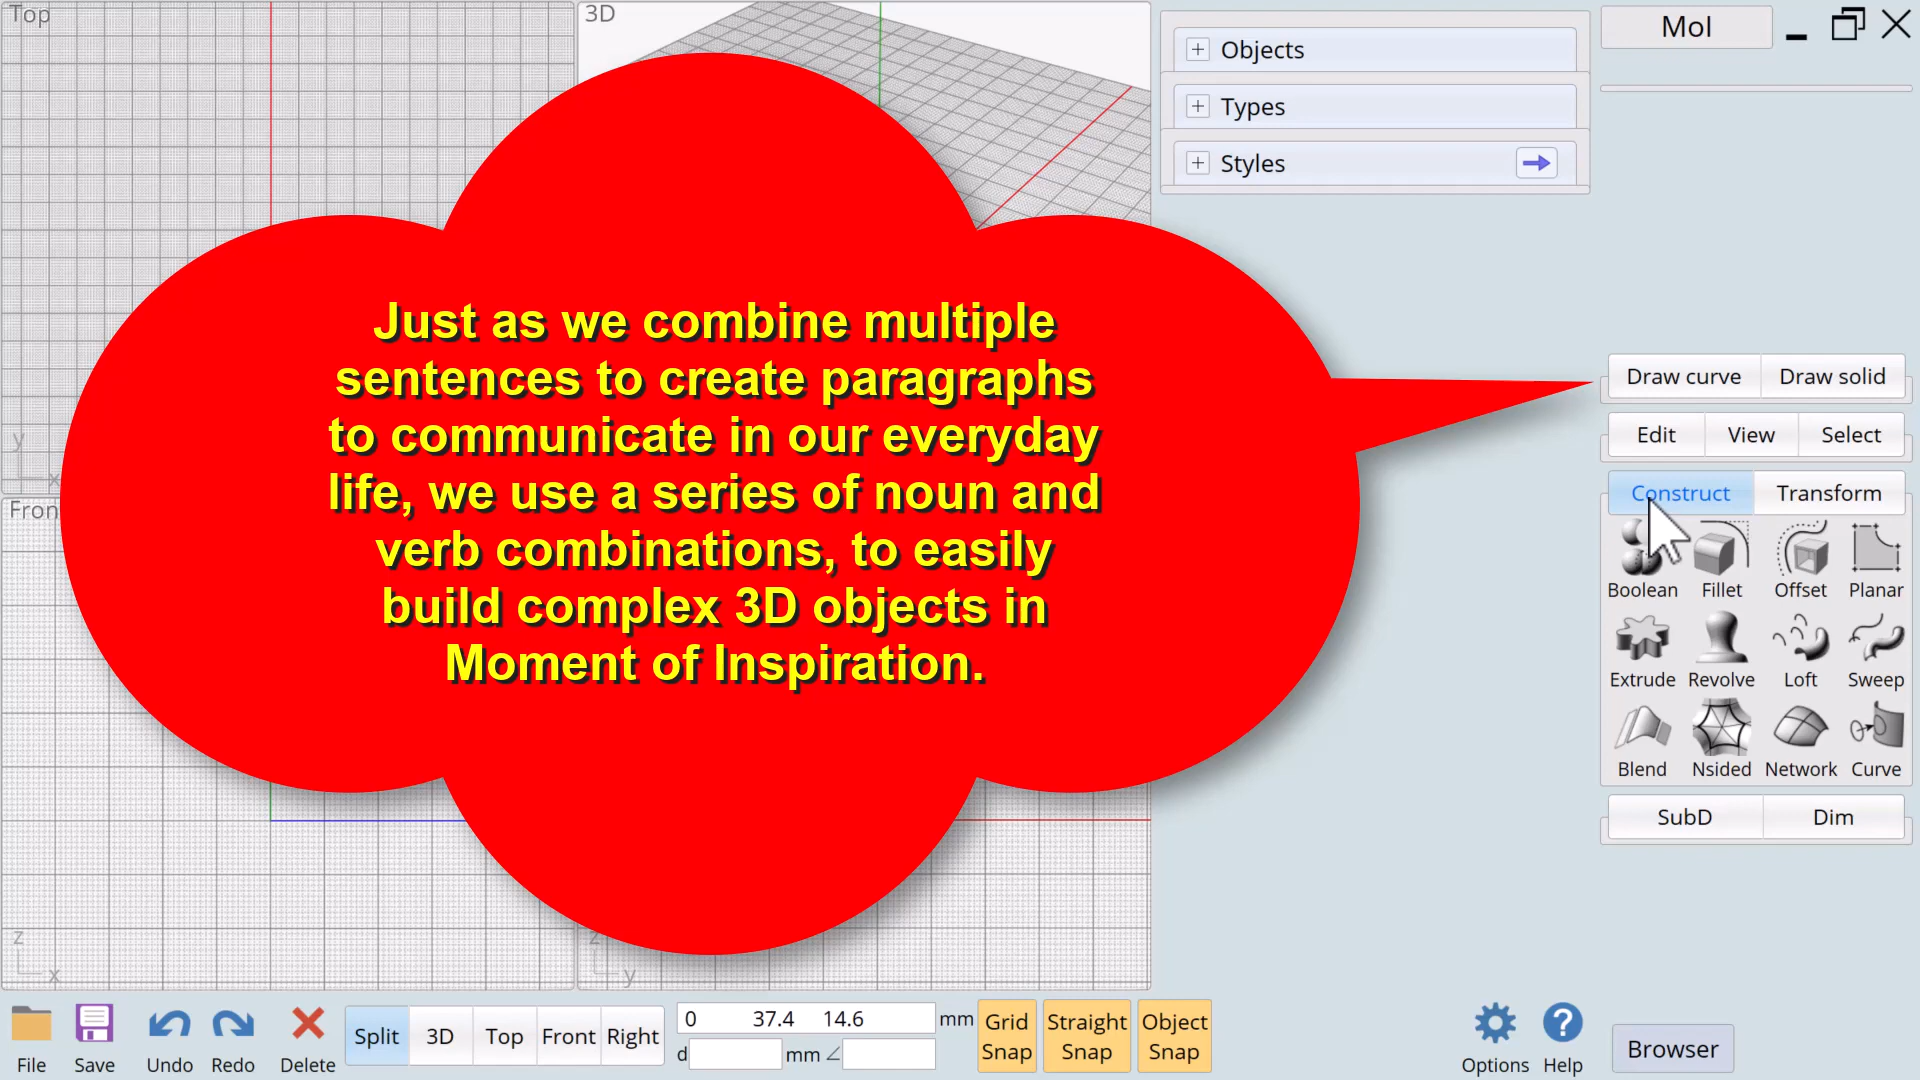 Top
3D
Objects
Types
Styles
MoI
Just as we combine multiple
sentences to create paragraphs
to communicate in our everyday
life, we use a series of noun and
verb combinations, to easily
build complex 3D objects in
Moment of Inspiration.
Draw curve
Draw solid
Edit
View
Select
Construct
Transform
Boolean
Fillet
Offset
Planar
Extrude
Revolve
Loft
Sweep
Blend
Nsided
Network
Curve
SubD
Dim
y
x
Fron
z
x
z
y
File
Save
Undo
Redo
Delete
Split
3D
Top
Front
Right
0 37.4 14.6 mm
d mm
Grid Snap
Straight Snap
Object Snap
Options
Help
Browser